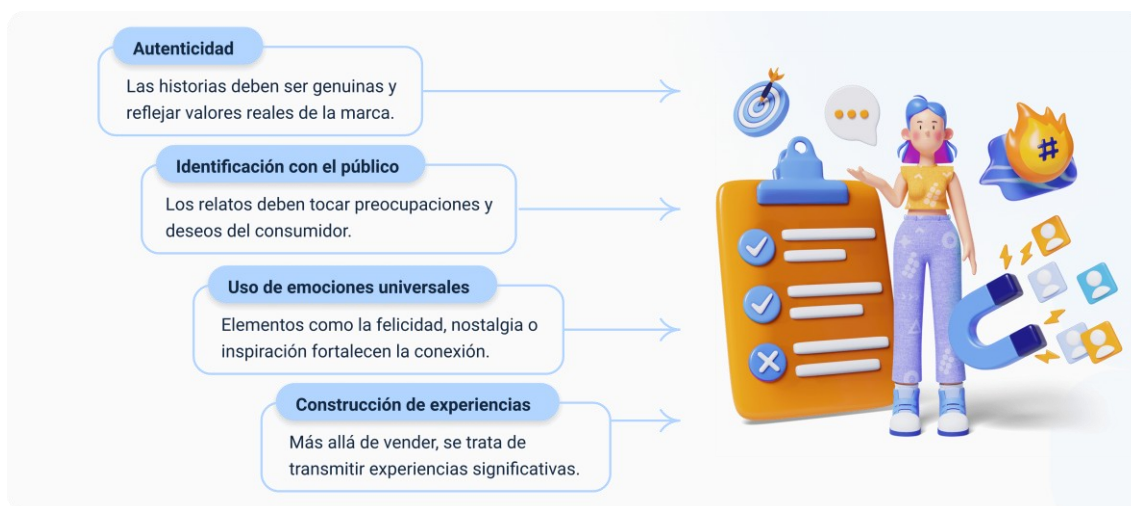 Autenticidad
Las historias deben ser genuinas y
reflejar valores reales de la marca.
Identificación con el público
Los relatos deben tocar preocupaciones y
deseos del consumidor.
Uso de emociones universales
Elementos como la felicidad, nostalgia o
inspiración fortalecen la conexión.
Construcción de experiencias
Más allá de vender, se trata de
transmitir experiencias significativas.
#